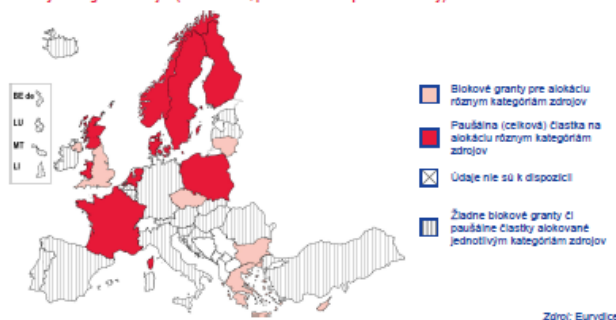 BE de
LU
MT
LI
Blokové granty pre alokáciu
rôznym kategóriám zdrojov
Paušálna (celková) čiastka na
alokáciu rôznym kategóriám
zdrojov
Údaje nie sú k dispozícii
Žiadne blokové granty či
paušálne čiastky alokované
jednotlivým kategóriám zdrojov
Zdroj: Eurydice